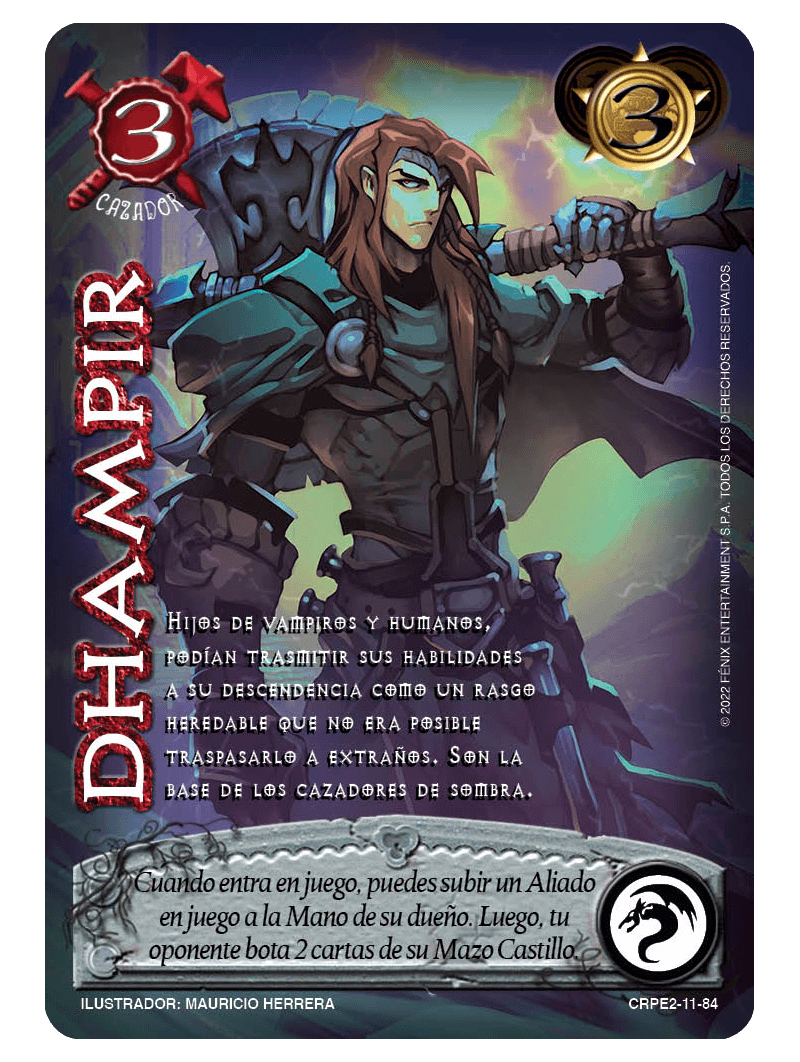 3
CAZADOR
3
DHAMPIR
© 2022 FÉNIX ENTERTAINMENT S.P.A. TODOS LOS DERECHOS RESERVADOS.
Hijos de vampiros y humanos,
podían trasmitir sus habilidades
a su descendencia como un rasgo
heredable que no era posible
traspasarlo a extraños. Son la
base de los cazadores de sombra.
Cuando entra en juego, puedes subir un Aliado
en juego a la Mano de su dueño. Luego, tu
oponente bota 2 cartas de su Mazo Castillo.
ILUSTRADOR: MAURICIO HERRERA
CRPE2-11-84